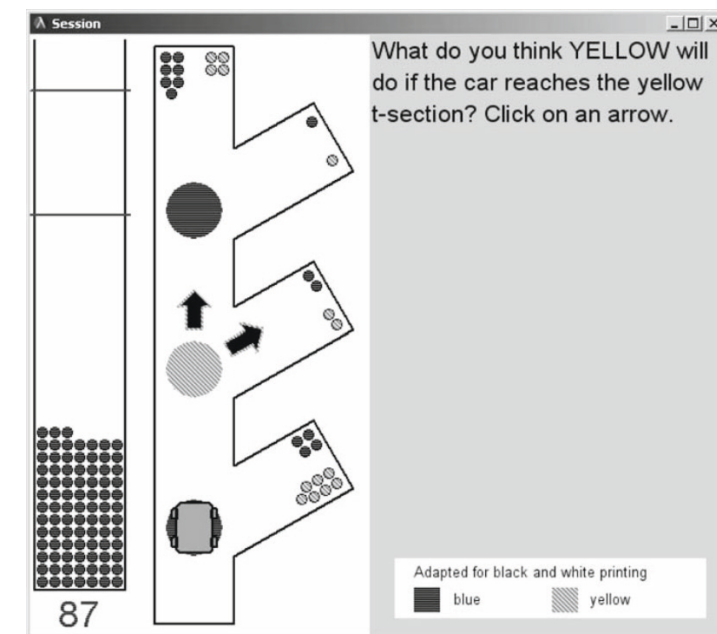 Session
What do you think YELLOW will
do if the car reaches the yellow
t-section? Click on an arrow.
Adapted for black and white printing
blue
yellow
87